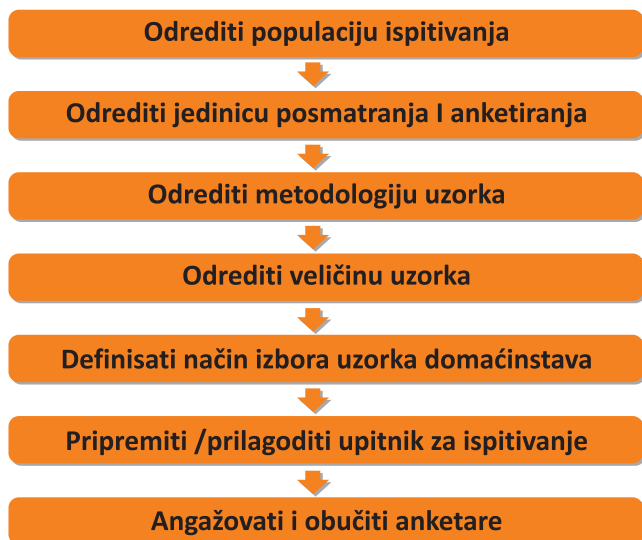 Odrediti populaciju ispitivanja
Odrediti jedinicu posmatranja I anketiranja
Odrediti metodologiju uzorka
Odrediti veličinu uzorka
Definisati način izbora uzorka domaćinstava
Pripremiti /prilagoditi upitnik za ispitivanje
Angažovati i obučiti anketare